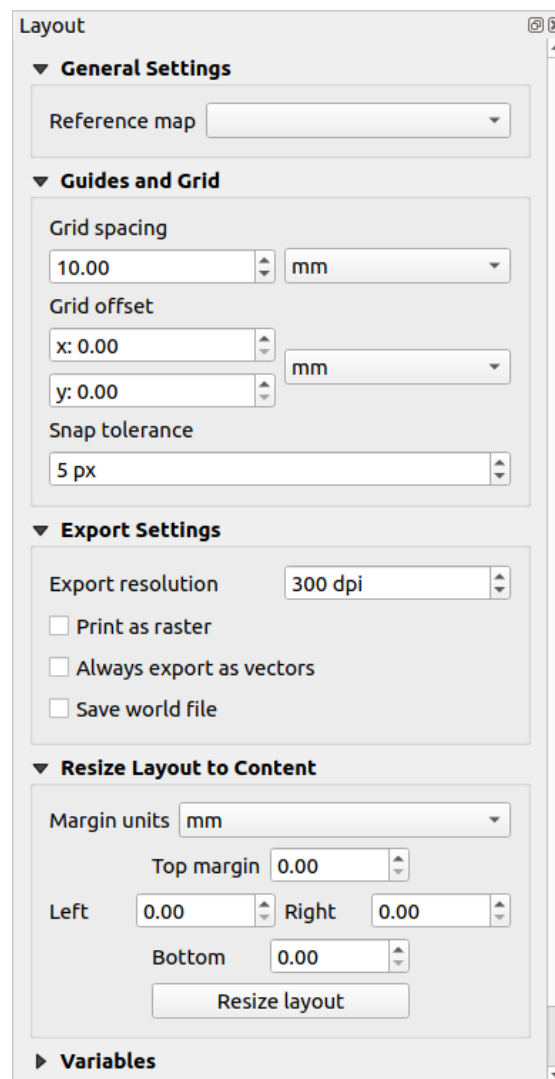 Layout
General Settings
Reference map
Guides and Grid
Grid spacing
10.00 mm
Grid offset
x: 0.00
mm
y: 0.00
Snap tolerance
5 px
Export Settings
Export resolution 300 dpi
Print as raster
Always export as vectors
Save world file
Resize Layout to Content
Margin units mm
Top margin 0.00
Left 0.00 Right 0.00
Bottom 0.00
Resize layout
Variables